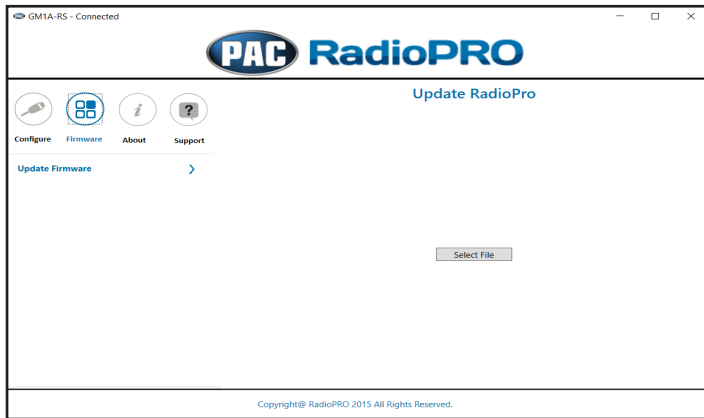 GM1A-RS - Connected
PAC RadioPRO
Update RadioPro
Configure Firmware About Support
Update Firmware
Select File
Copyright@ RadioPRO 2015 All Rights Reserved.